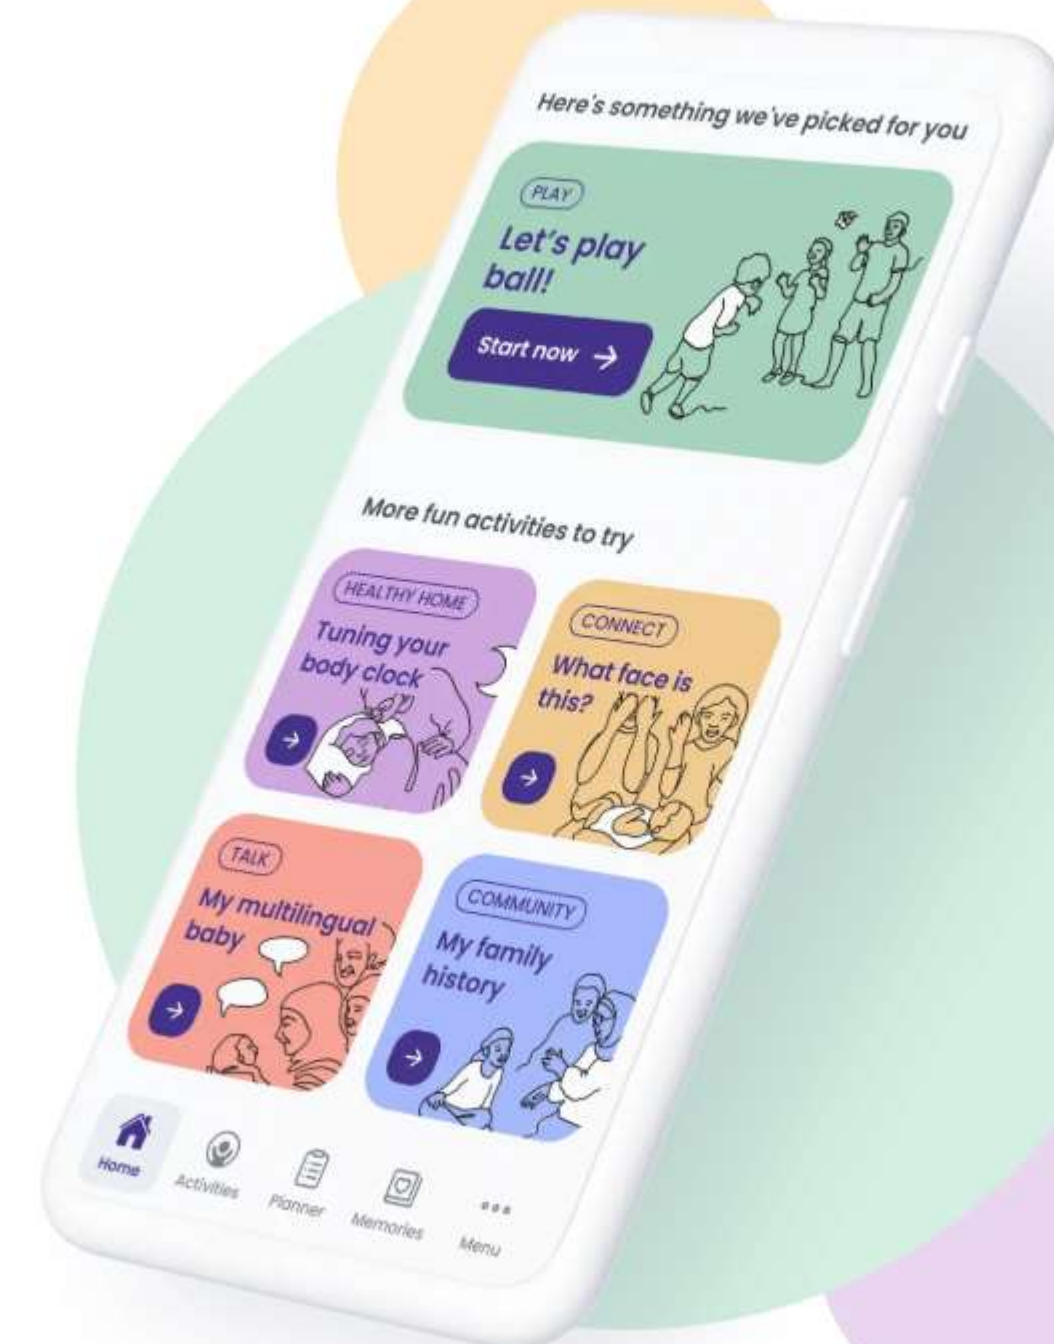 Here's something we've picked for you
PLAY
Let's play
ball!
Start now →
More fun activities to try
HEALTHY HOME
Tuning your
body clock
CONNECT
What face is
this?
TALK
My multilingual
baby
COMMUNITY
My family
history
Home
Activities
Planner
Memories
Menu